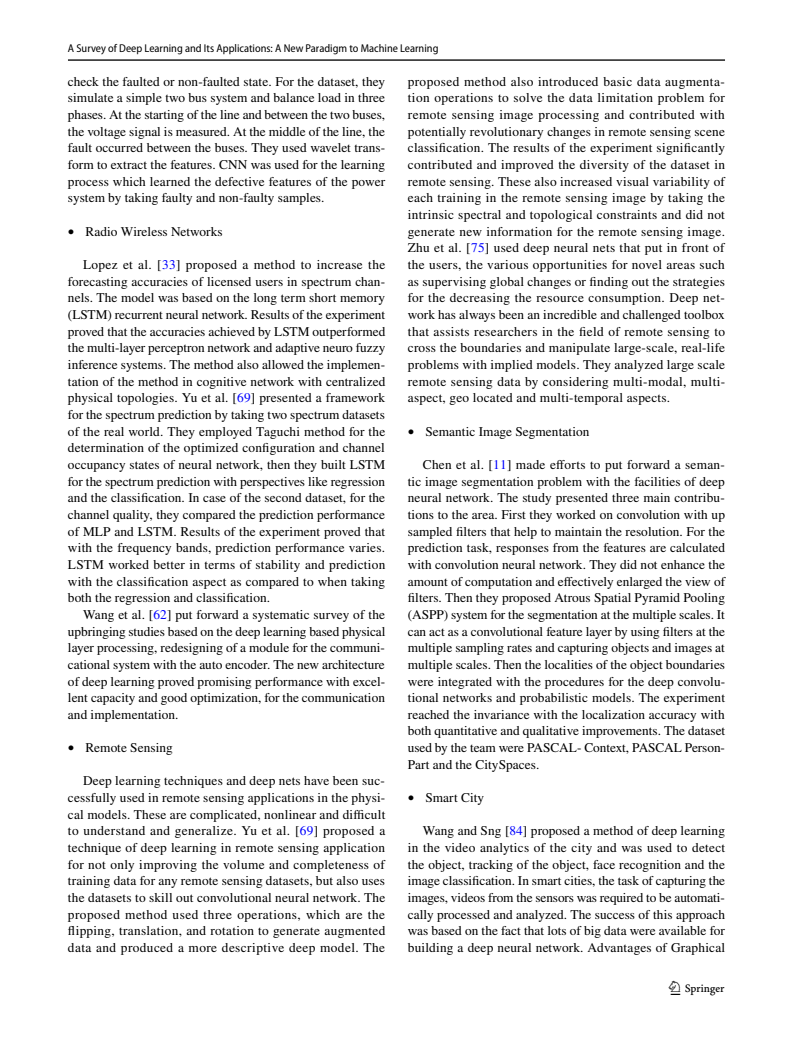 A Survey of Deep Learning and Its Applications: A New Paradigm to Machine Learning
check the faulted or non-faulted state. For the dataset, they
simulate a simple two bus system and balance load in three
phases. At the starting of the line and between the two buses,
the voltage signal is measured. At the middle of the line, the
fault occurred between the buses. They used wavelet trans-
form to extract the features. CNN was used for the learning
process which learned the defective features of the power
system by taking faulty and non-faulty samples.
• Radio Wireless Networks
Lopez et al. [33] proposed a method to increase the
forecasting accuracies of licensed users in spectrum chan-
nels. The model was based on the long term short memory
(LSTM) recurrent neural network. Results of the experiment
proved that the accuracies achieved by LSTM outperformed
the multi-layer perceptron network and adaptive neuro fuzzy
inference systems. The method also allowed the implemen-
tation of the method in cognitive network with centralized
physical topologies. Yu et al. [69] presented a framework
for the spectrum prediction by taking two spectrum datasets
of the real world. They employed Taguchi method for the
determination of the optimized configuration and channel
occupancy states of neural network, then they built LSTM
for the spectrum prediction with perspectives like regression
and the classification. In case of the second dataset, for the
channel quality, they compared the prediction performance
of MLP and LSTM. Results of the experiment proved that
with the frequency bands, prediction performance varies.
LSTM worked better in terms of stability and prediction
with the classification aspect as compared to when taking
both the regression and classification.
Wang et al. [62] put forward a systematic survey of the
upbringing studies based on the deep learning based physical
layer processing, redesigning of a module for the communi-
cational system with the auto encoder. The new architecture
of deep learning proved promising performance with excel-
lent capacity and good optimization, for the communication
and implementation.
• Remote Sensing
Deep learning techniques and deep nets have been suc-
cessfully used in remote sensing applications in the physi-
cal models. These are complicated, nonlinear and difficult
to understand and generalize. Yu et al. [69] proposed a
technique of deep learning in remote sensing application
for not only improving the volume and completeness of
training data for any remote sensing datasets, but also uses
the datasets to skill out convolutional neural network. The
proposed method used three operations, which are the
flipping, translation, and rotation to generate augmented
data and produced a more descriptive deep model. The
proposed method also introduced basic data augmenta-
tion operations to solve the data limitation problem for
remote sensing image processing and contributed with
potentially revolutionary changes in remote sensing scene
classification. The results of the experiment significantly
contributed and improved the diversity of the dataset in
remote sensing. These also increased visual variability of
each training in the remote sensing image by taking the
intrinsic spectral and topological constraints and did not
generate new information for the remote sensing image.
Zhu et al. [75] used deep neural nets that put in front of
the users, the various opportunities for novel areas such
as supervising global changes or finding out the strategies
for the decreasing the resource consumption. Deep net-
work has always been an incredible and challenged toolbox
that assists researchers in the field of remote sensing to
cross the boundaries and manipulate large-scale, real-life
problems with implied models. They analyzed large scale
remote sensing data by considering multi-modal, multi-
aspect, geo located and multi-temporal aspects.
• Semantic Image Segmentation
Chen et al. [11] made efforts to put forward a seman-
tic image segmentation problem with the facilities of deep
neural network. The study presented three main contribu-
tions to the area. First they worked on convolution with up
sampled filters that help to maintain the resolution. For the
prediction task, responses from the features are calculated
with convolution neural network. They did not enhance the
amount of computation and effectively enlarged the view of
filters. Then they proposed Atrous Spatial Pyramid Pooling
(ASPP) system for the segmentation at the multiple scales. It
can act as a convolutional feature layer by using filters at the
multiple sampling rates and capturing objects and images at
multiple scales. Then the localities of the object boundaries
were integrated with the procedures for the deep convolu-
tional networks and probabilistic models. The experiment
reached the invariance with the localization accuracy with
both quantitative and qualitative improvements. The dataset
used by the team were PASCAL- Context, PASCAL Person-
Part and the CitySpaces.
• Smart City
Wang and Sng [84] proposed a method of deep learning
in the video analytics of the city and was used to detect
the object, tracking of the object, face recognition and the
image classification. In smart cities, the task of capturing the
images, videos from the sensors was required to be automati-
cally processed and analyzed. The success of this approach
was based on the fact that lots of big data were available for
building a deep neural network. Advantages of Graphical
Springer